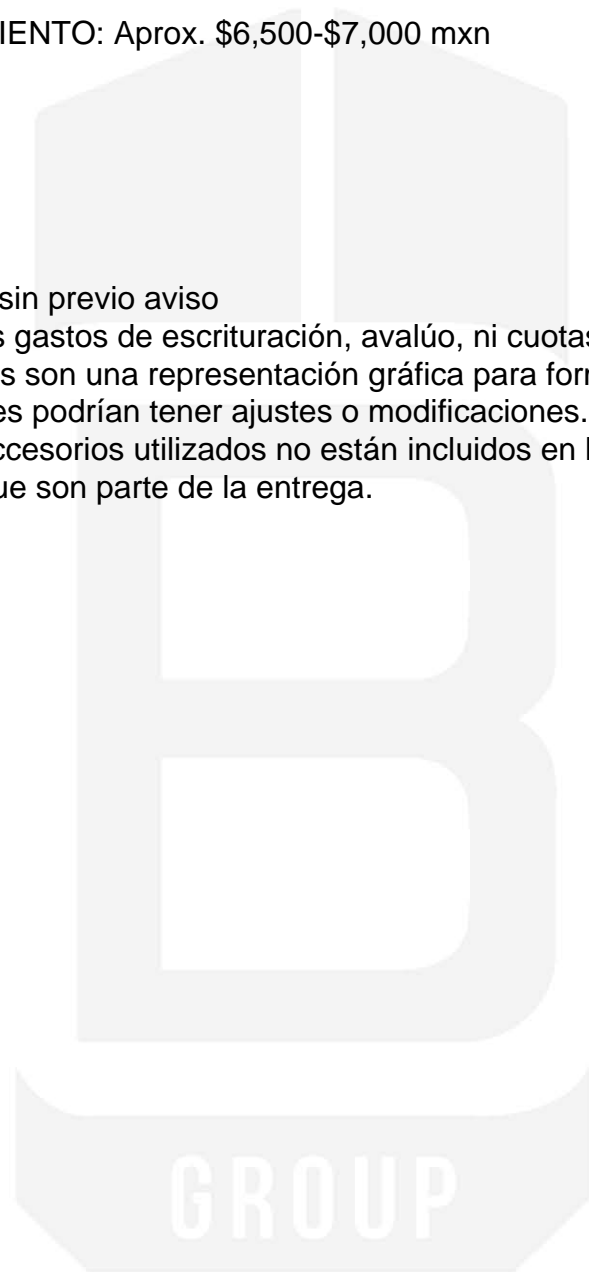 IENTO: Aprox. $6,500-$7,000 mxn
sin previo aviso
s gastos de escrituración, avalúo, ni cuotas
s son una representación gráfica para for
es podrían tener ajustes o modificaciones.
ccesorios utilizados no están incluidos en l
ue son parte de la entrega.
B
GROUP